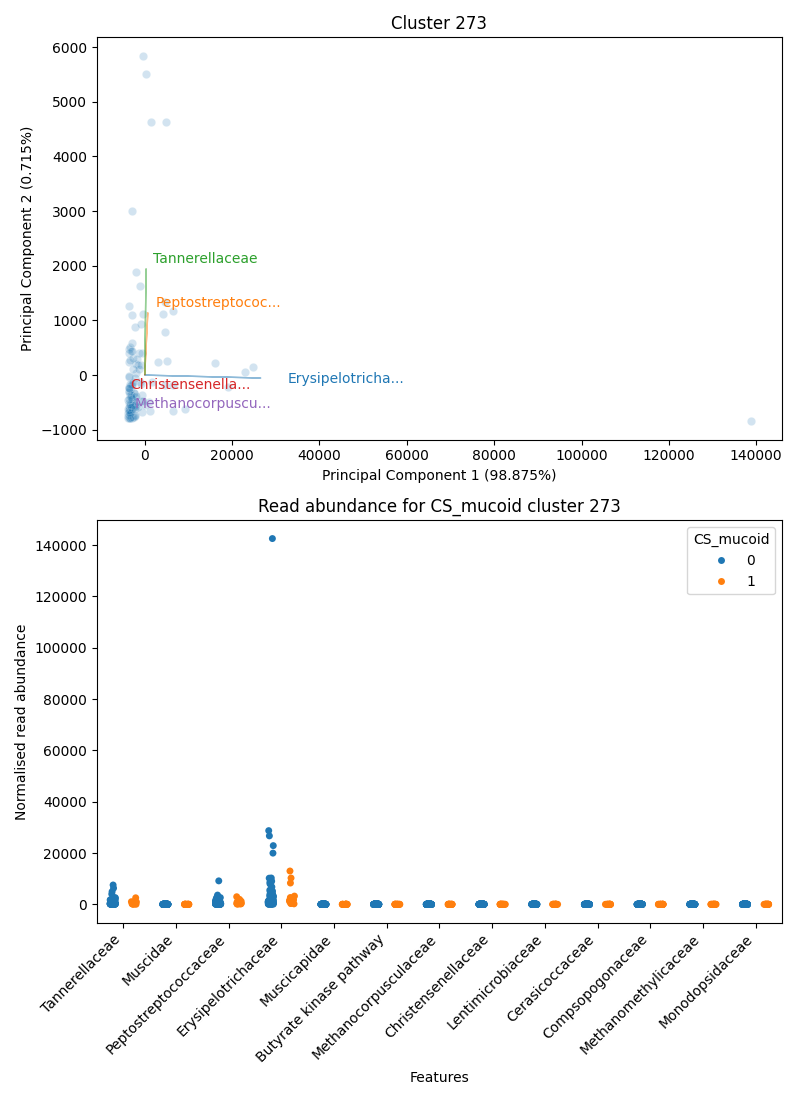 Cluster 273
6000
5000
4000
3000
2000
1000
0
−1000
Principal Component 2 (0.715%)
Tannerellaceae
Peptostreptococ...
Erysipelotricha...
Christensenella...
Methanocorpuscu...
0 20000 40000 60000 80000 100000 120000 140000
Principal Component 1 (98.875%)
Read abundance for CS_mucoid cluster 273
140000
120000
100000
80000
60000
40000
20000
0
Normalised read abundance
CS_mucoid
0
1
Tannerellaceae
Muscidae
Peptostreptococcaceae
Erysipelotrichaceae
Muscicapidae
Butyrate kinase pathway
Methanocorpusculaceae
Christensenellaceae
Lentimicrobiaceae
Cerasicoccaceae
Compsopogonaceae
Methanomethylicaceae
Monodopsidaceae
Features